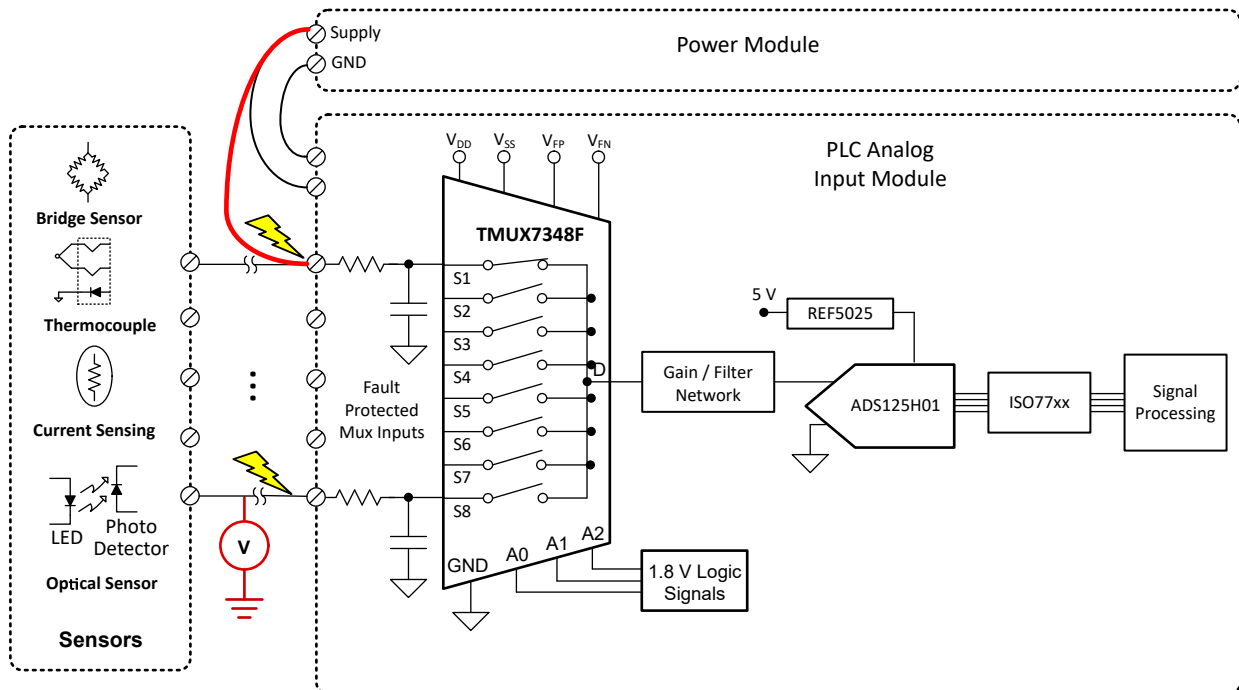 Supply
GND
Power Module
Bridge Sensor
Thermocouple
Current Sensing
LED
Photo
Detector
Optical Sensor
Sensors
V
Fault
Protected
Mux Inputs
VDD
VSS
VFP
VFN
PLC Analog
Input Module
TMUX7348F
S1
S2
S3
S4
S5
S6
S7
S8
D
GND
A0
A1
A2
1.8 V Logic
Signals
Gain / Filter
Network
5 V
REF5025
ADS125H01
ISO77xx
Signal
Processing